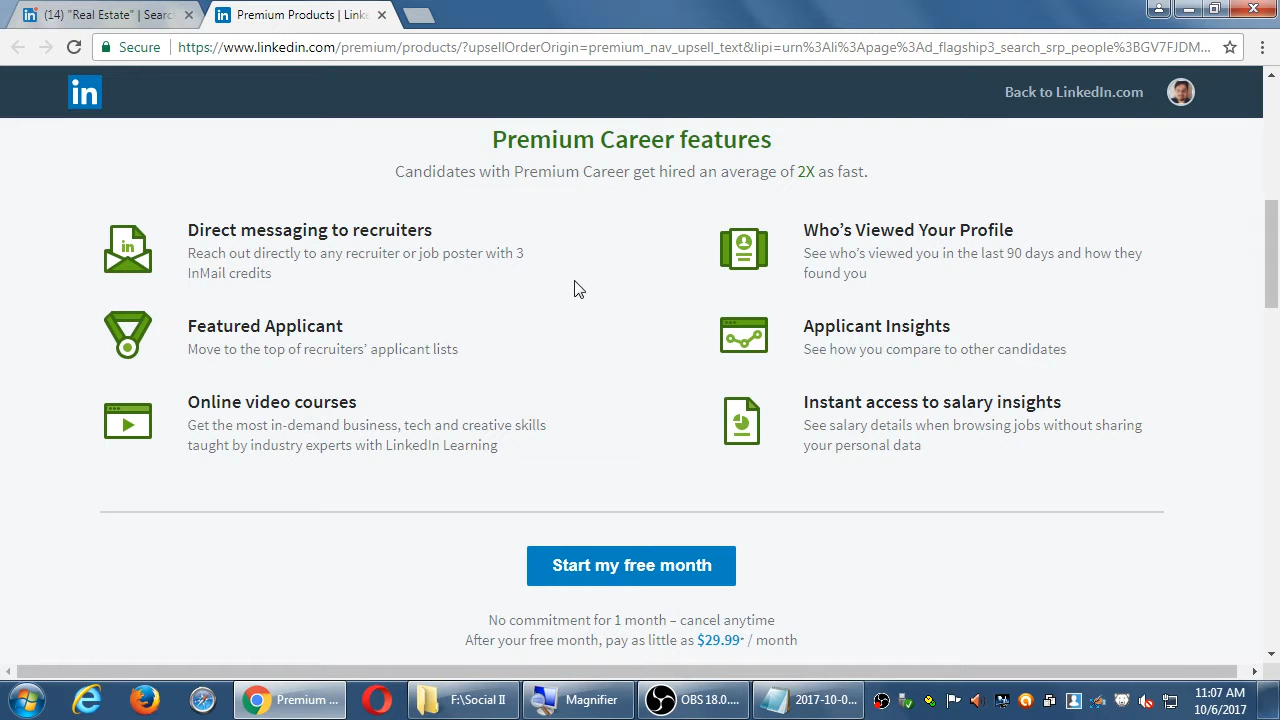 (14) "Real Estate" | Searc
Premium Products | Linke
Secure
https://www.linkedin.com/premium/products/?upsellOrderOrigin=premium_nav_upsell_text&lipi=urn%3Ali%3Apage%3Ad_flagship3_search_srp_people%3BGV7FJDM...
in
Back to LinkedIn.com
Premium Career features
Candidates with Premium Career get hired an average of 2X as fast.
Direct messaging to recruiters
Reach out directly to any recruiter or job poster with 3
InMail credits
Who's Viewed Your Profile
See who's viewed you in the last 90 days and how they
found you
Featured Applicant
Move to the top of recruiters' applicant lists
Applicant Insights
See how you compare to other candidates
Online video courses
Get the most in-demand business, tech and creative skills
taught by industry experts with LinkedIn Learning
Instant access to salary insights
See salary details when browsing jobs without sharing
your personal data
Start my free month
No commitment for 1 month – cancel anytime
After your free month, pay as little as $29.99* / month
Premium ...
F:\Social II
Magnifier
OBS 18.0....
2017-10-0...
11:07 AM
10/6/2017